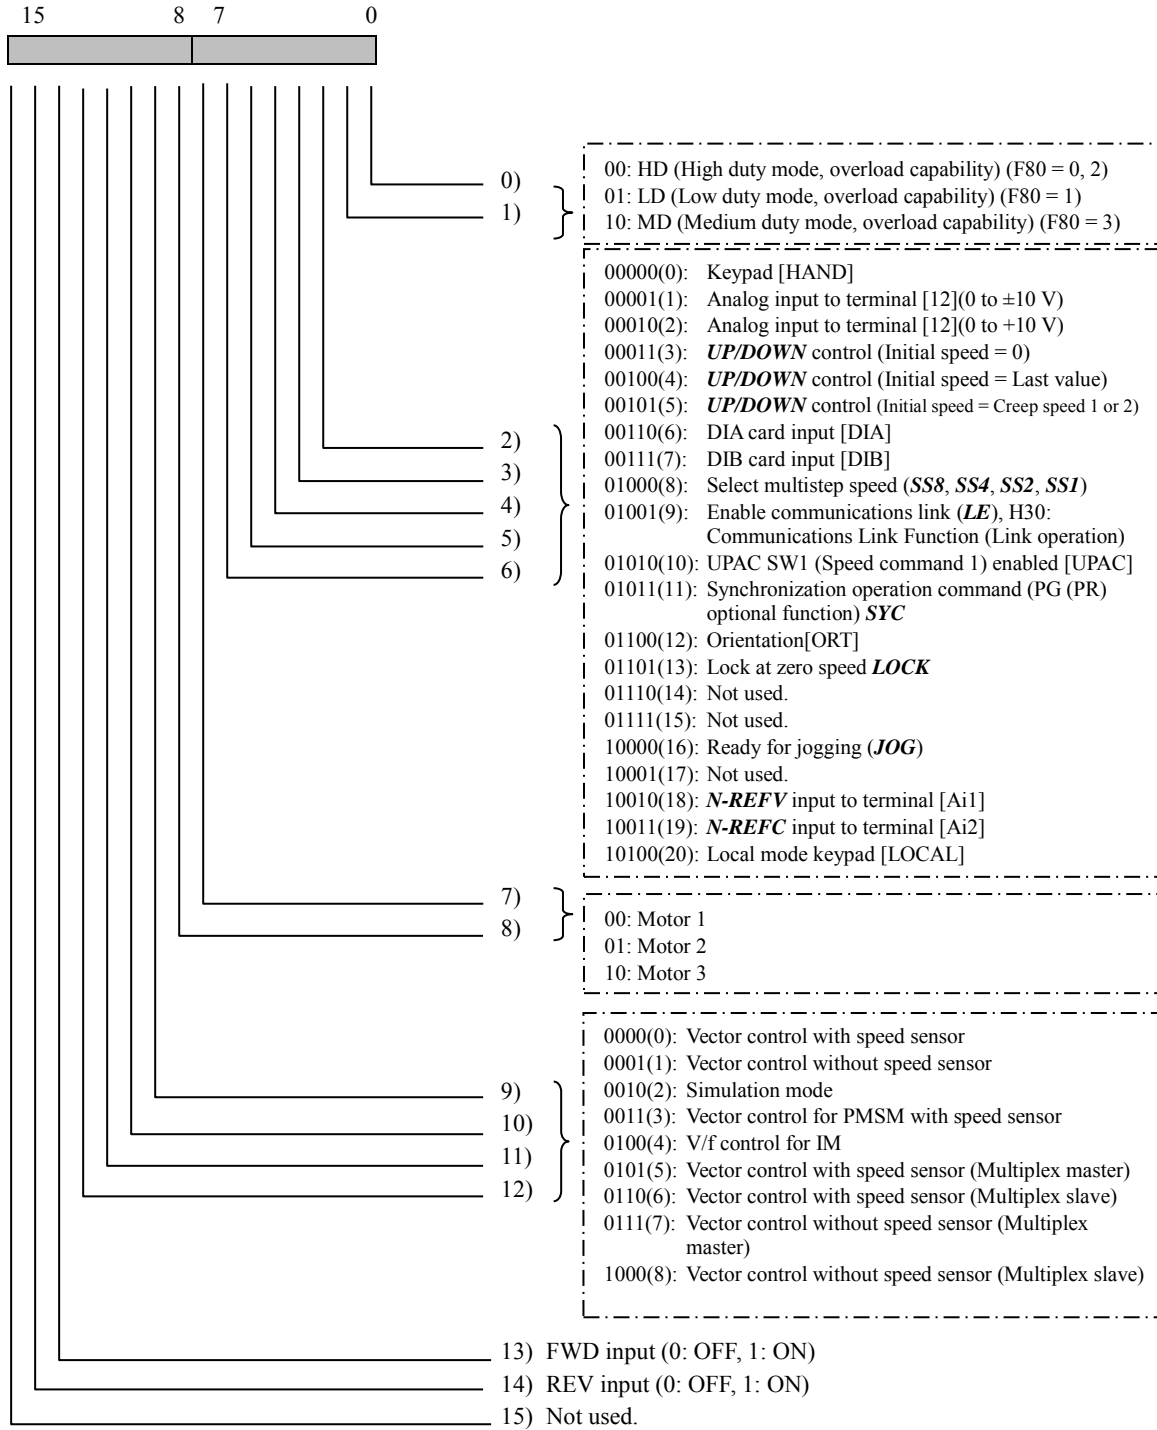 15 8 7 0
0)
1)
00: HD (High duty mode, overload capability) (F80 = 0, 2)
01: LD (Low duty mode, overload capability) (F80 = 1)
10: MD (Medium duty mode, overload capability) (F80 = 3)
2)
3)
4)
5)
6)
00000(0): Keypad [HAND]
00001(1): Analog input to terminal [12](0 to ±10 V)
00010(2): Analog input to terminal [12](0 to +10 V)
00011(3): UP/DOWN control (Initial speed = 0)
00100(4): UP/DOWN control (Initial speed = Last value)
00101(5): UP/DOWN control (Initial speed = Creep speed 1 or 2)
00110(6): DIA card input [DIA]
00111(7): DIB card input [DIB]
01000(8): Select multistep speed (SS8, SS4, SS2, SS1)
01001(9): Enable communications link (LE), H30:
Communications Link Function (Link operation)
01010(10): UPAC SW1 (Speed command 1) enabled [UPAC]
01011(11): Synchronization operation command (PG (PR)
optional function) SYC
01100(12): Orientation[ORT]
01101(13): Lock at zero speed LOCK
01110(14): Not used.
01111(15): Not used.
10000(16): Ready for jogging (JOG)
10001(17): Not used.
10010(18): N-REFV input to terminal [Ai1]
10011(19): N-REFC input to terminal [Ai2]
10100(20): Local mode keypad [LOCAL]
7)
8)
00: Motor 1
01: Motor 2
10: Motor 3
9)
10)
11)
12)
0000(0): Vector control with speed sensor
0001(1): Vector control without speed sensor
0010(2): Simulation mode
0011(3): Vector control for PMSM with speed sensor
0100(4): V/f control for IM
0101(5): Vector control with speed sensor (Multiplex master)
0110(6): Vector control with speed sensor (Multiplex slave)
0111(7): Vector control without speed sensor (Multiplex
master)
1000(8): Vector control without speed sensor (Multiplex slave)
13) FWD input (0: OFF, 1: ON)
14) REV input (0: OFF, 1: ON)
15) Not used.